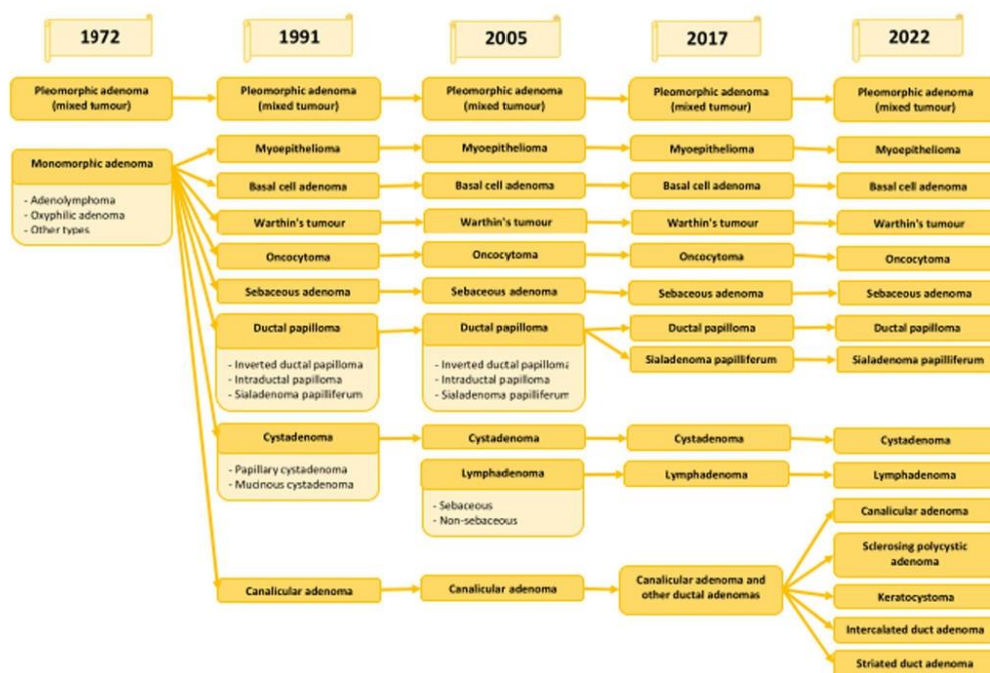 1972
1991
2005
2017
2022
Pleomorphic adenoma
(mixed tumour)
Pleomorphic adenoma
(mixed tumour)
Pleomorphic adenoma
(mixed tumour)
Pleomorphic adenoma
(mixed tumour)
Pleomorphic adenoma
(mixed tumour)
Monomorphic adenoma
- Adenolymphoma
- Oxyphilic adenoma
- Other types
Myoepithelioma
Myoepithelioma
Myoepithelioma
Myoepithelioma
Basal cell adenoma
Basal cell adenoma
Basal cell adenoma
Basal cell adenoma
Warthin's tumour
Warthin's tumour
Warthin's tumour
Warthin's tumour
Oncocytoma
Oncocytoma
Oncocytoma
Oncocytoma
Sebaceous adenoma
Sebaceous adenoma
Sebaceous adenoma
Sebaceous adenoma
Ductal papilloma
- Inverted ductal papilloma
- Intraductal papilloma
- Sialadenoma papilliferum
Ductal papilloma
- Inverted ductal papilloma
- Intraductal papilloma
- Sialadenoma papilliferum
Ductal papilloma
Ductal papilloma
Sialadenoma papilliferum
Sialadenoma papilliferum
Cystadenoma
- Papillary cystadenoma
- Mucinous cystadenoma
Cystadenoma
Cystadenoma
Cystadenoma
Lymphadenoma
- Sebaceous
- Non-sebaceous
Lymphadenoma
Lymphadenoma
Canalicular adenoma
Canalicular adenoma
Canalicular adenoma and
other ductal adenomas
Canalicular adenoma
Sclerosing polycystic
adenoma
Keratocystoma
Intercalated duct adenoma
Striated duct adenoma